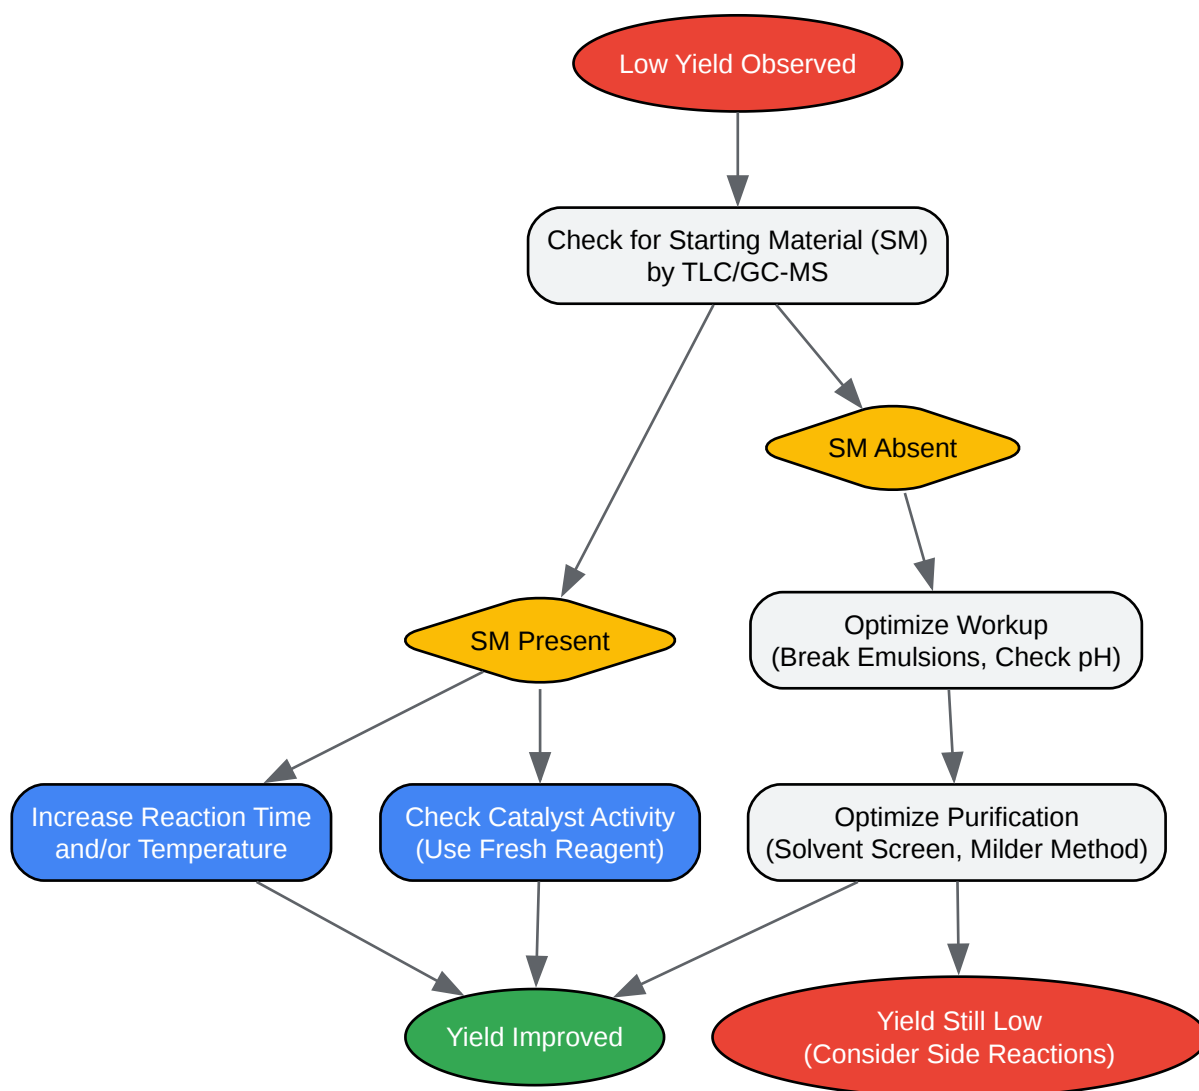 Low Yield Observed
Check for Starting Material (SM)
by TLC/GC-MS
SM Absent
SM Present
Optimize Workup
(Break Emulsions, Check pH)
Increase Reaction Time
and/or Temperature
Check Catalyst Activity
(Use Fresh Reagent)
Optimize Purification
(Solvent Screen, Milder Method)
Yield Improved
Yield Still Low
(Consider Side Reactions)